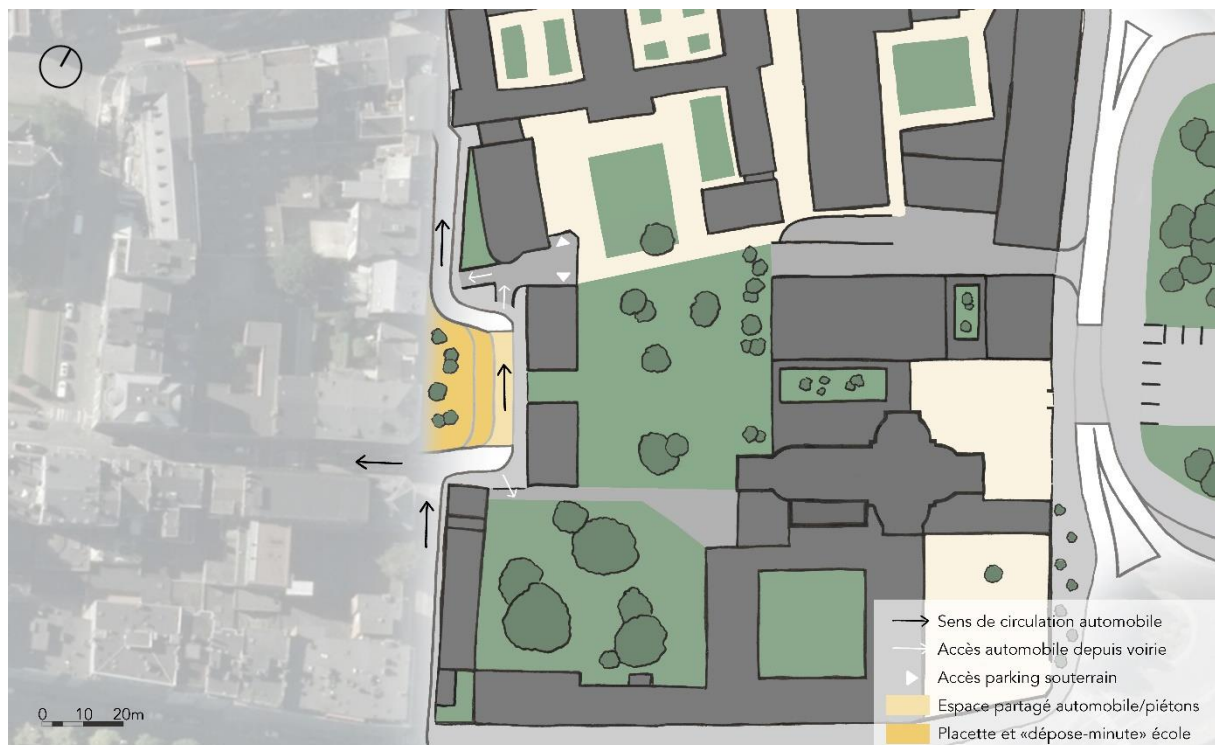 Sens de circulation automobile
Accès automobile depuis voirie
Accès parking souterrain
Espace partagé automobile/piétons
Placette et «dépose-minute» école
0 10 20m